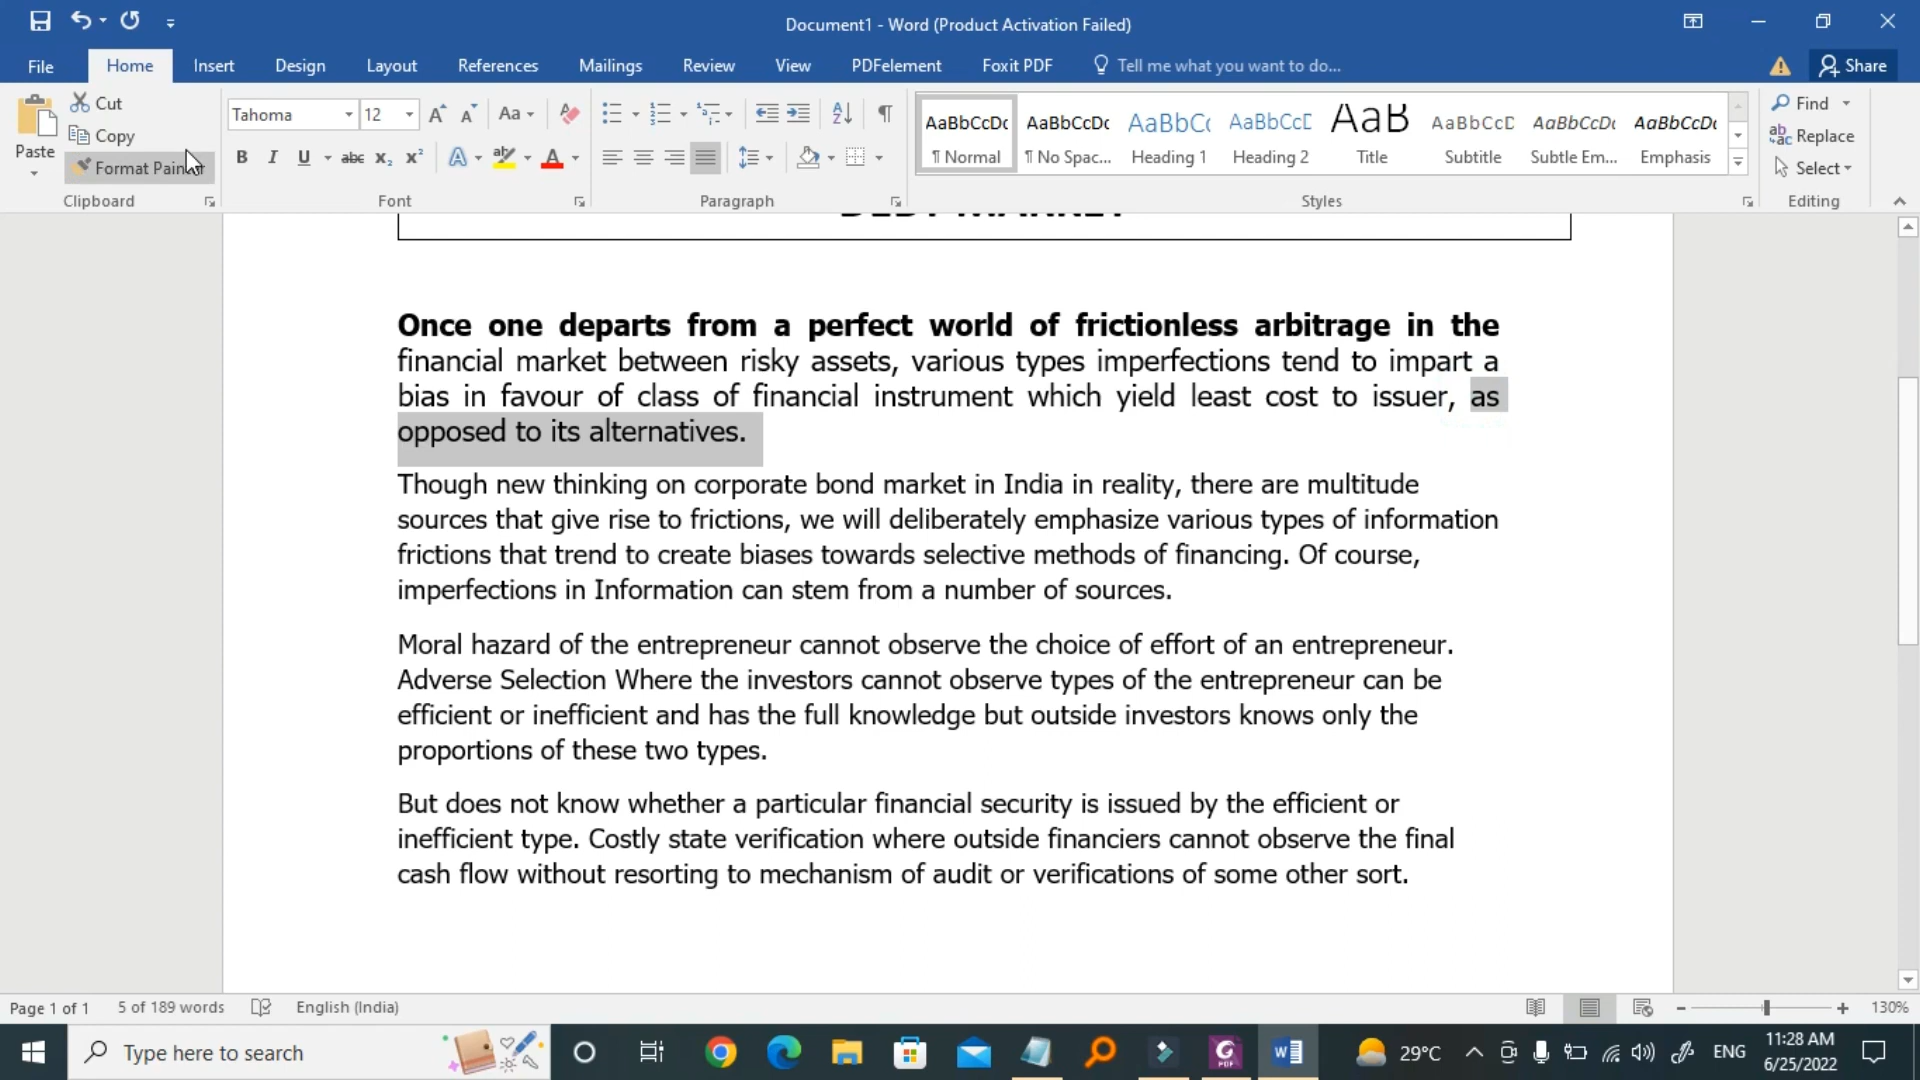 Document1 - Word (Product Activation Failed)
File Home Insert Design Layout References Mailings Review View PDFelement Foxit PDF Tell me what you want to do... Share
Cut
Copy
Paste
Clipboard
Tahoma 12 Aa
B I U abc x₂ x² A ab A
Font
Paragraph
AaBbCcDc AaBbCcDc AaBbC AaBbCcD AaB AaBbCcD AaBbCcDc AaBbCcDc
¶ Normal ¶ No Spac... Heading 1 Heading 2 Title Subtitle Subtle Em... Emphasis
Styles
Find
Replace
Select
Editing
Once one departs from a perfect world of frictionless arbitrage in the
financial market between risky assets, various types imperfections tend to impart a
bias in favour of class of financial instrument which yield least cost to issuer, as
opposed to its alternatives.
Though new thinking on corporate bond market in India in reality, there are multitude
sources that give rise to frictions, we will deliberately emphasize various types of information
frictions that trend to create biases towards selective methods of financing. Of course,
imperfections in Information can stem from a number of sources.
Moral hazard of the entrepreneur cannot observe the choice of effort of an entrepreneur.
Adverse Selection Where the investors cannot observe types of the entrepreneur can be
efficient or inefficient and has the full knowledge but outside investors knows only the
proportions of these two types.
But does not know whether a particular financial security is issued by the efficient or
inefficient type. Costly state verification where outside financiers cannot observe the final
cash flow without resorting to mechanism of audit or verifications of some other sort.
Page 1 of 1 5 of 189 words English (India) 130%
Type here to search 29°C ENG 11:28 AM
6/25/2022